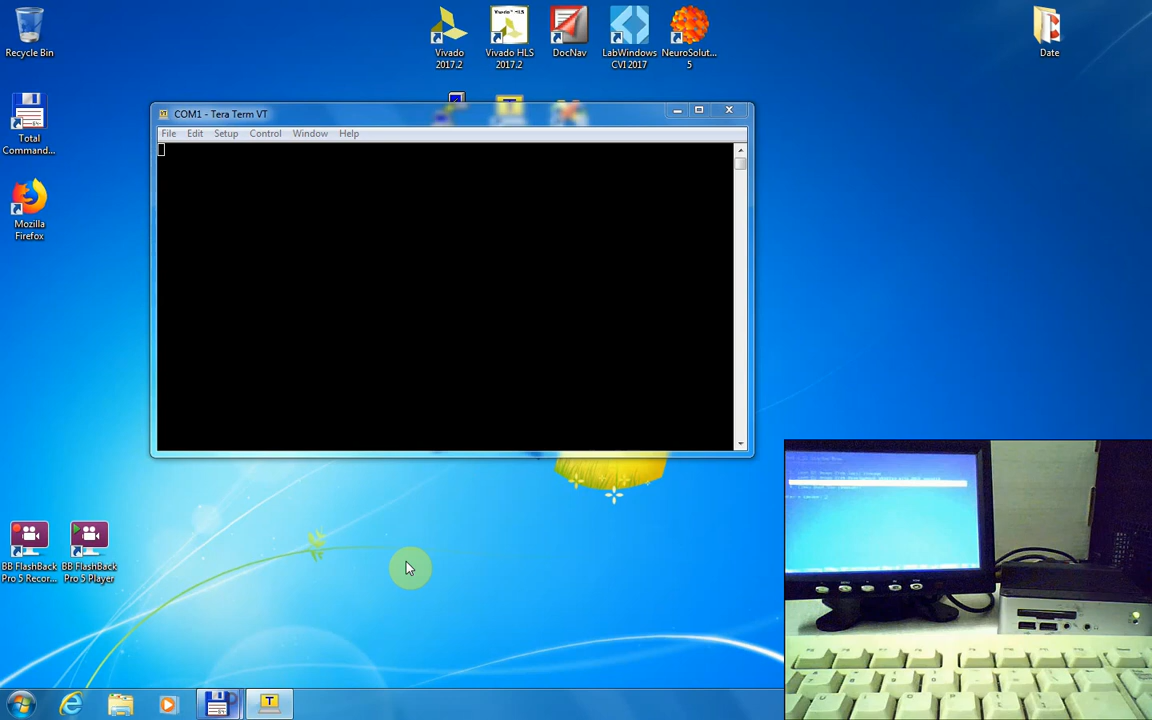 Recycle Bin
Vivado
2017.2
Vivado HLS
2017.2
DocNav
LabWindows
CVI 2017
NeuroSolut...
5
Date
Total
Command...
Mozilla
Firefox
COM1 - Tera Term VT
File Edit Setup Control Window Help
BB FlashBack
Pro 5 Recor...
BB FlashBack
Pro 5 Player